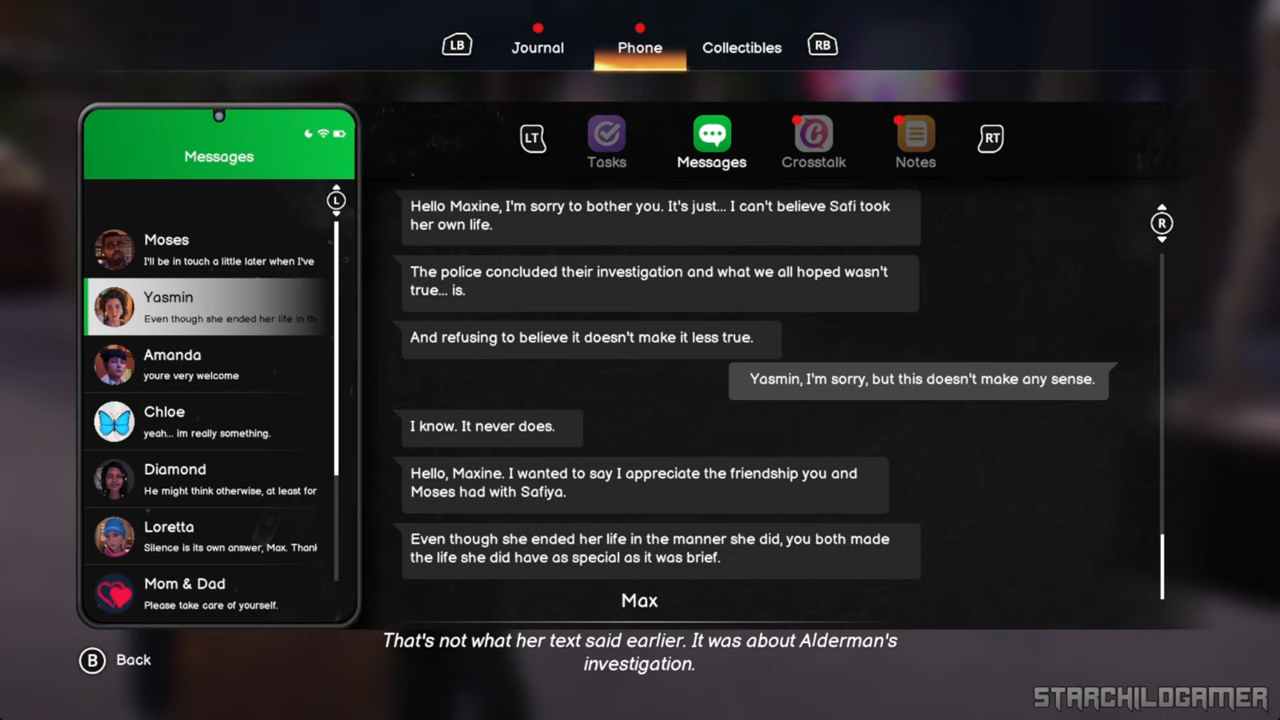 LB
Journal
Phone
Collectibles
RB
Messages
L
Moses
I'll be in touch a little later when I've
Yasmin
Even though she ended her life in th
Amanda
youre very welcome
Chloe
yeah... im really something.
Diamond
He might think otherwise, at least for
Loretta
Silence is its own answer, Max. Thank
Mom & Dad
Please take care of yourself.
LT
Tasks
Messages
Crosstalk
Notes
RT
Hello Maxine, I'm sorry to bother you. It's just... I can't believe Safi took
her own life.
The police concluded their investigation and what we all hoped wasn't
true... is.
And refusing to believe it doesn't make it less true.
Yasmin, I'm sorry, but this doesn't make any sense.
I know. It never does.
Hello, Maxine. I wanted to say I appreciate the friendship you and
Moses had with Safiya.
Even though she ended her life in the manner she did, you both made
the life she did have as special as it was brief.
R
Max
That's not what her text said earlier. It was about Alderman's
investigation.
B Back
STARCHILDGAMER